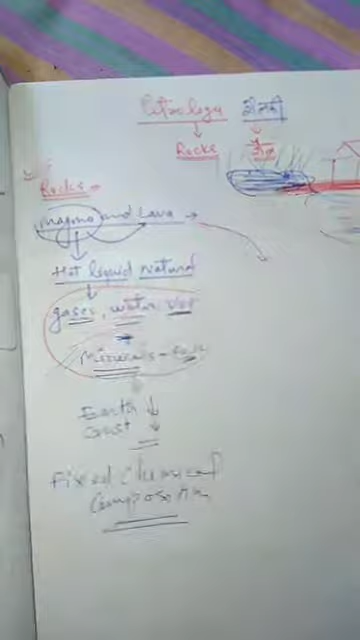 Petrology शैलिकी
Rocks शैल
Rocks →
magma and Lava →
Hot liquid natural
gases, water
Minerals -
Earth
Crust
Fixed Chemical
Composition